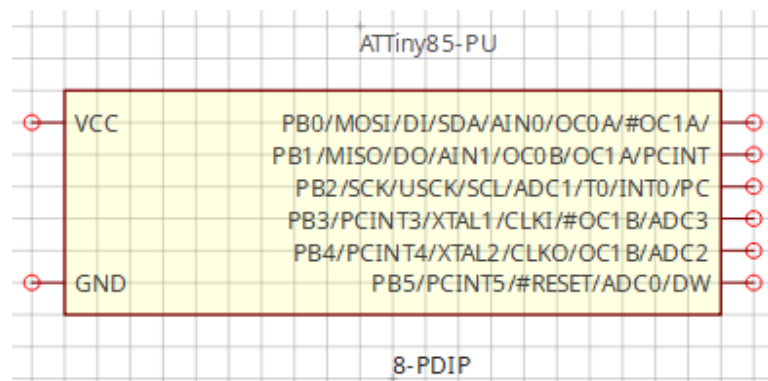 ATTiny85-PU
VCC PB0/MOSI/DI/SDA/AIN0/OC0A/#OC1A/
PB1/MISO/DO/AIN1/OC0B/OC1A/PCINT
PB2/SCK/USCK/SCL/ADC1/T0/INT0/PC
PB3/PCINT3/XTAL1/CLKI/#OC1B/ADC3
PB4/PCINT4/XTAL2/CLKO/OC1B/ADC2
GND PB5/PCINT5/#RESET/ADC0/DW
8-PDIP